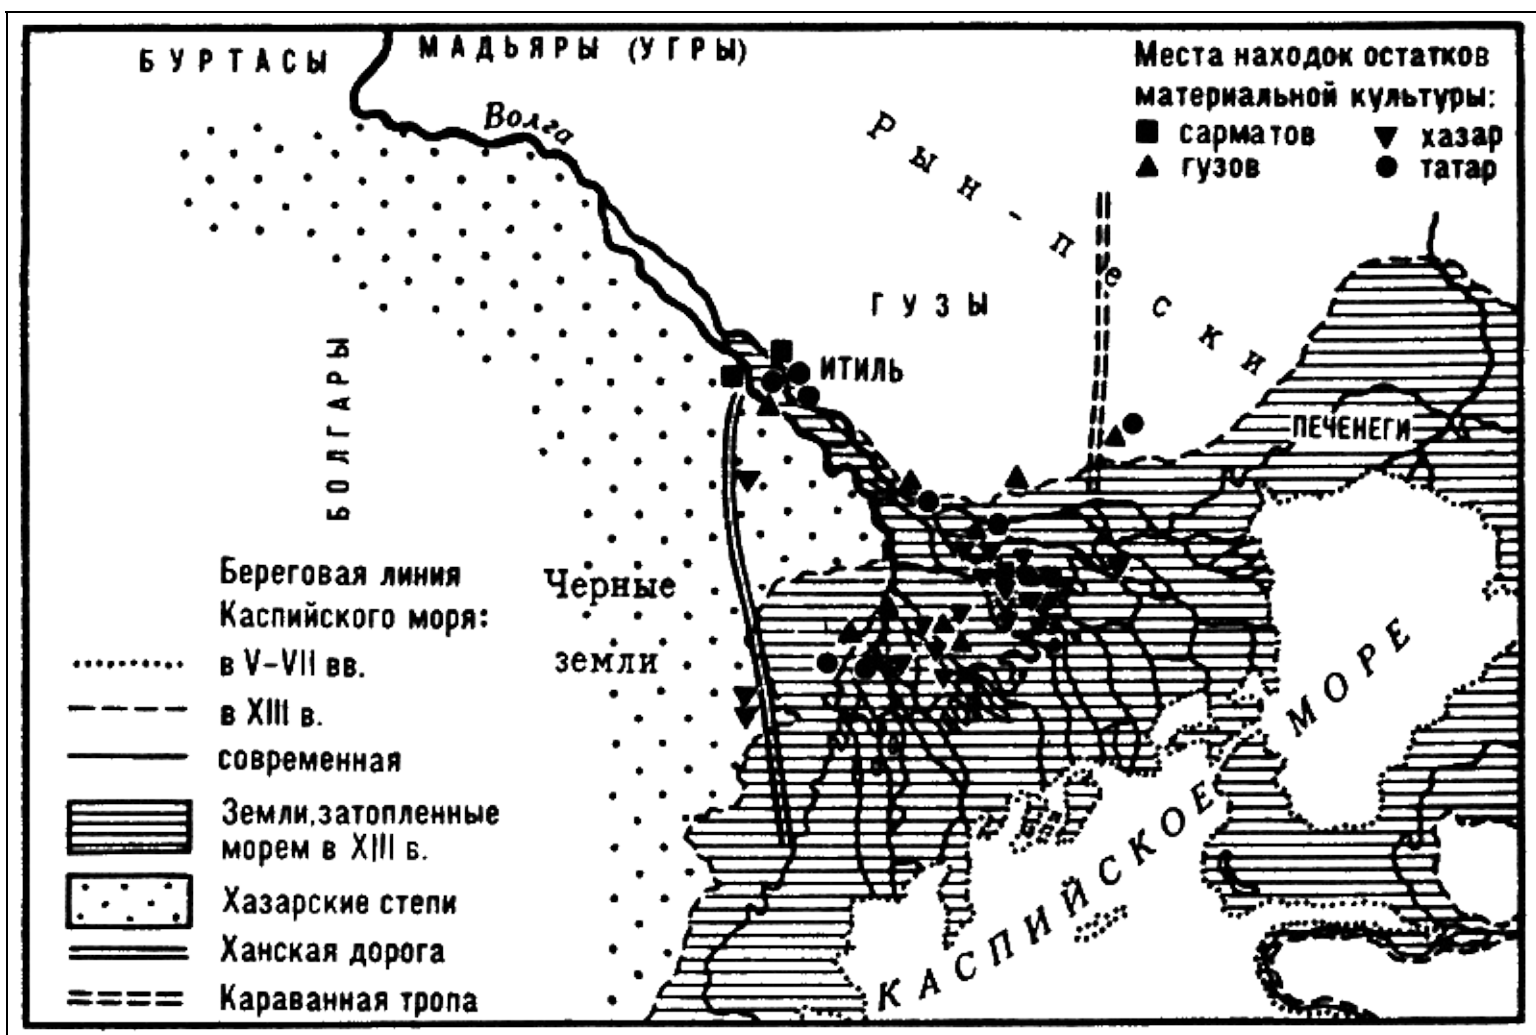 БУРТАСЫ
МАДЬЯРЫ (УГРЫ)
Волга
Рын-пески
Места находок остатков
материальной культуры:
сарматов
хазар
гузов
татар
ГУЗЫ
ИТИЛЬ
БОЛГАРЫ
ПЕЧЕНЕГИ
Черные
земли
КАСПИЙСКОЕ МОРЕ
Береговая линия
Каспийского моря:
в V-VII вв.
в XIII в.
современная
Земли, затопленные
морем в XIII в.
Хазарские степи
Ханская дорога
Караванная тропа